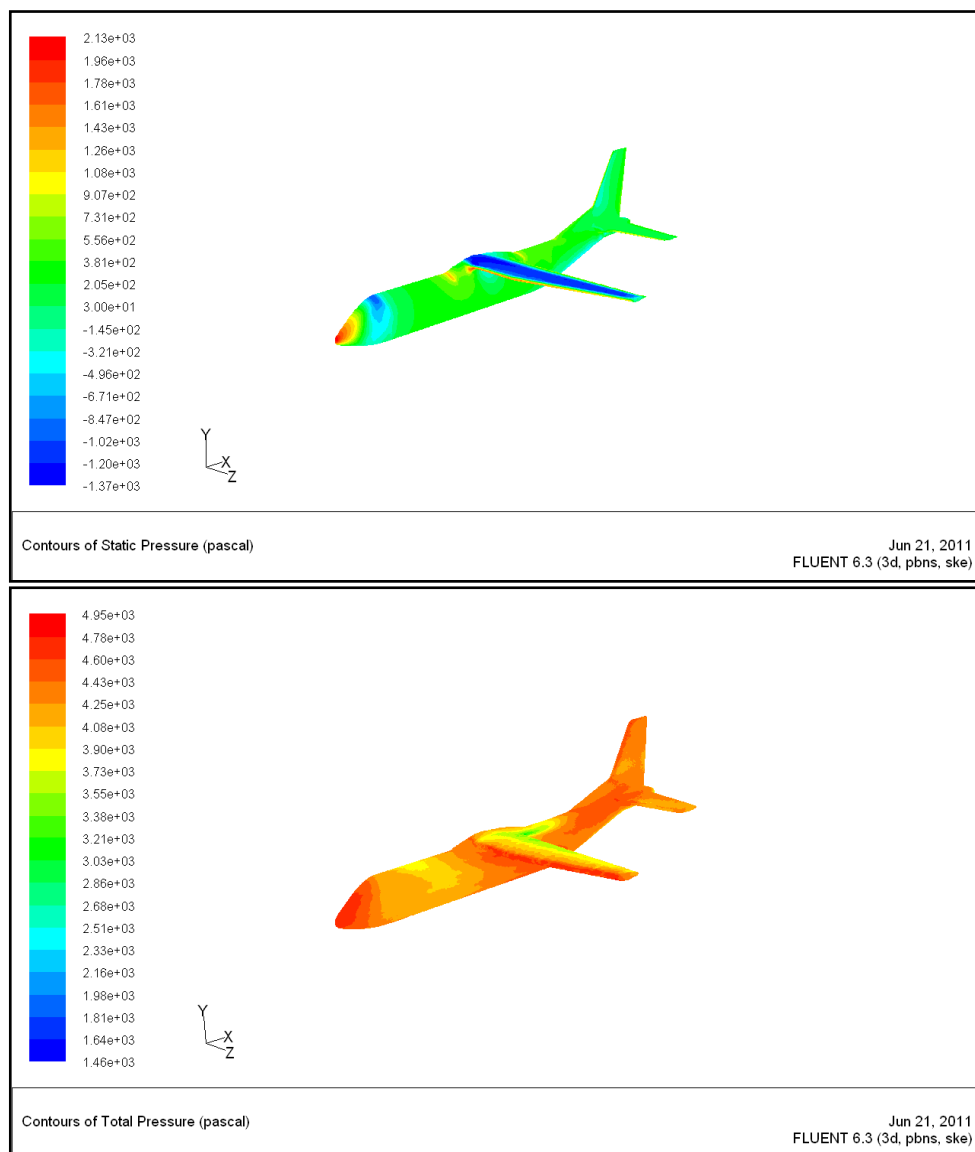 2.13e+03
1.96e+03
1.78e+03
1.61e+03
1.43e+03
1.26e+03
1.08e+03
9.07e+02
7.31e+02
5.56e+02
3.81e+02
2.05e+02
3.00e+01
-1.45e+02
-3.21e+02
-4.96e+02
-6.71e+02
-8.47e+02
-1.02e+03
-1.20e+03
-1.37e+03
Y
X
Z
Contours of Static Pressure (pascal)
Jun 21, 2011
FLUENT 6.3 (3d, pbns, ske)
4.95e+03
4.78e+03
4.60e+03
4.43e+03
4.25e+03
4.08e+03
3.90e+03
3.73e+03
3.55e+03
3.38e+03
3.21e+03
3.03e+03
2.86e+03
2.68e+03
2.51e+03
2.33e+03
2.16e+03
1.98e+03
1.81e+03
1.64e+03
1.46e+03
Y
X
Z
Contours of Total Pressure (pascal)
Jun 21, 2011
FLUENT 6.3 (3d, pbns, ske)